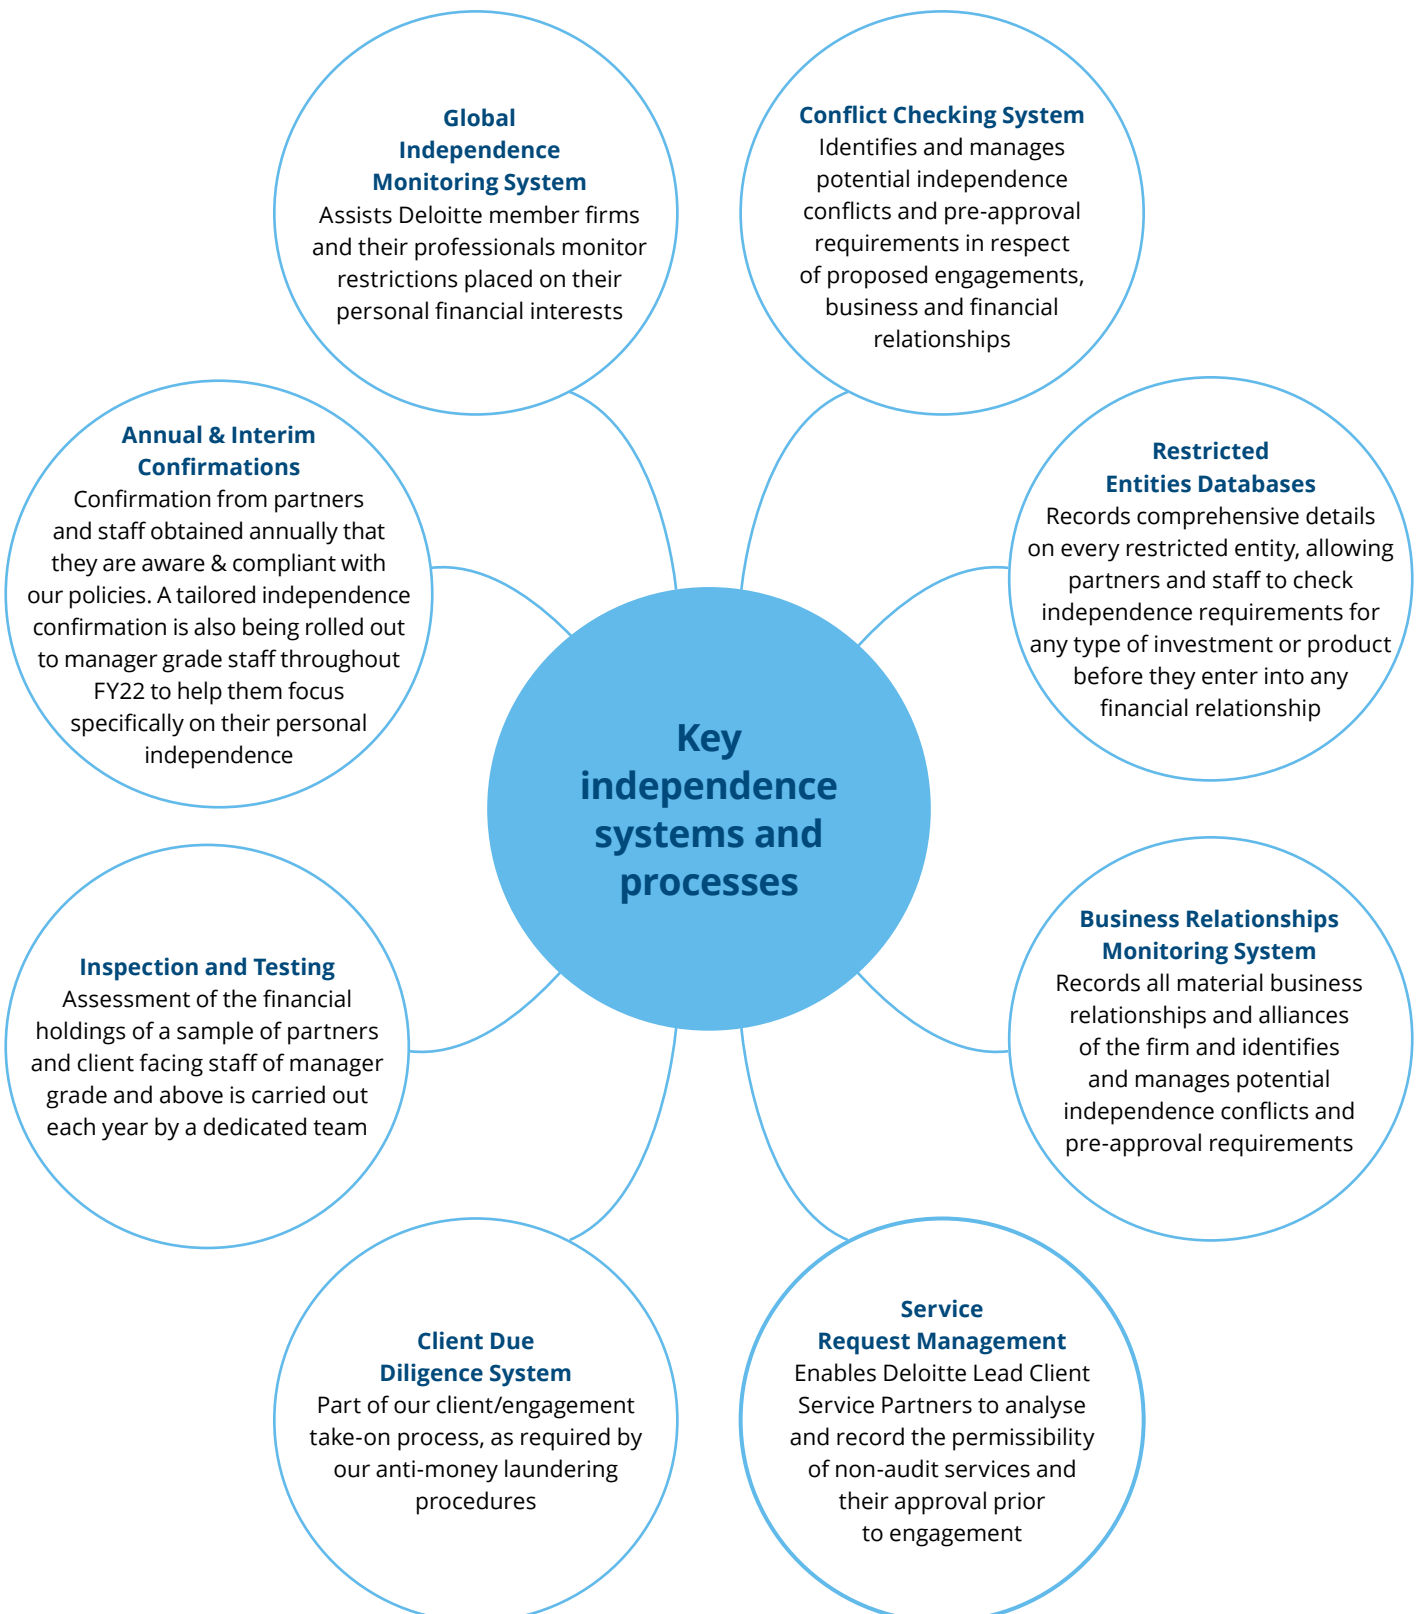 Global
Independence
Monitoring System
Assists Deloitte member firms
and their professionals monitor
restrictions placed on their
personal financial interests
Conflict Checking System
Identifies and manages
potential independence
conflicts and pre-approval
requirements in respect
of proposed engagements,
business and financial
relationships
Annual & Interim
Confirmations
Confirmation from partners
and staff obtained annually that
they are aware & compliant with
our policies. A tailored independence
confirmation is also being rolled out
to manager grade staff throughout
FY22 to help them focus
specifically on their personal
independence
Restricted
Entities Databases
Records comprehensive details
on every restricted entity, allowing
partners and staff to check
independence requirements for
any type of investment or product
before they enter into any
financial relationship
Key
independence
systems and
processes
Inspection and Testing
Assessment of the financial
holdings of a sample of partners
and client facing staff of manager
grade and above is carried out
each year by a dedicated team
Business Relationships
Monitoring System
Records all material business
relationships and alliances
of the firm and identifies
and manages potential
independence conflicts and
pre-approval requirements
Client Due
Diligence System
Part of our client/engagement
take-on process, as required by
our anti-money laundering
procedures
Service
Request Management
Enables Deloitte Lead Client
Service Partners to analyse
and record the permissibility
of non-audit services and
their approval prior
to engagement